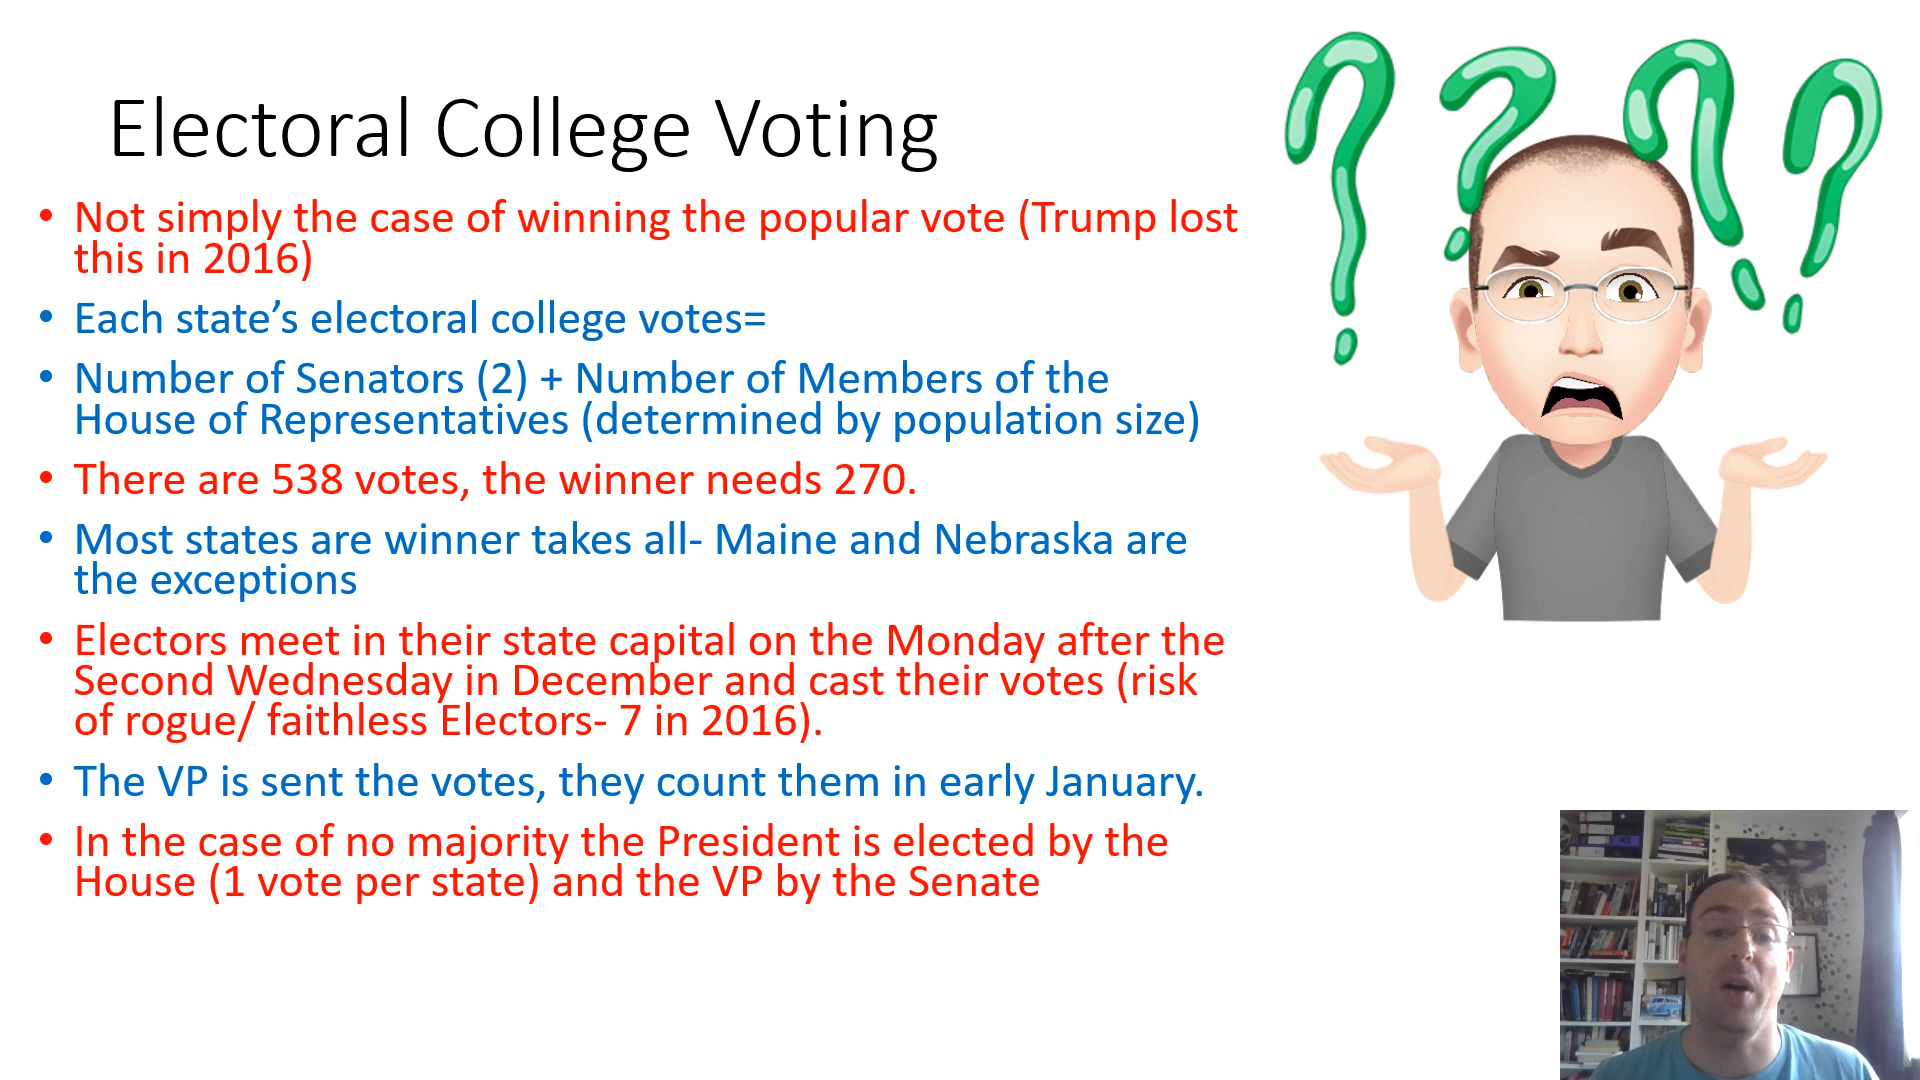 Electoral College Voting
• Not simply the case of winning the popular vote (Trump lost
this in 2016)
• Each state’s electoral college votes=
• Number of Senators (2) + Number of Members of the
House of Representatives (determined by population size)
• There are 538 votes, the winner needs 270.
• Most states are winner takes all- Maine and Nebraska are
the exceptions
• Electors meet in their state capital on the Monday after the
Second Wednesday in December and cast their votes (risk
of rogue/ faithless Electors- 7 in 2016).
• The VP is sent the votes, they count them in early January.
• In the case of no majority the President is elected by the
House (1 vote per state) and the VP by the Senate